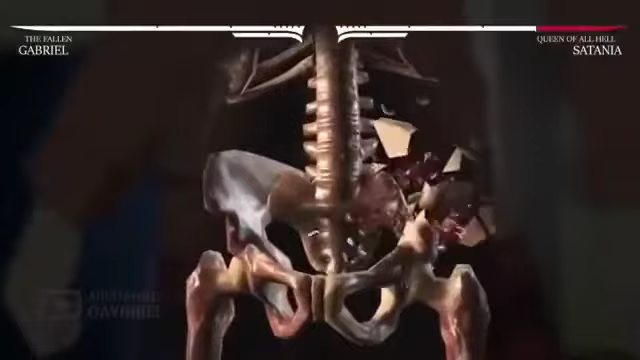 THE FALLEN
GABRIEL
QUEEN OF ALL HELL
SATANIA